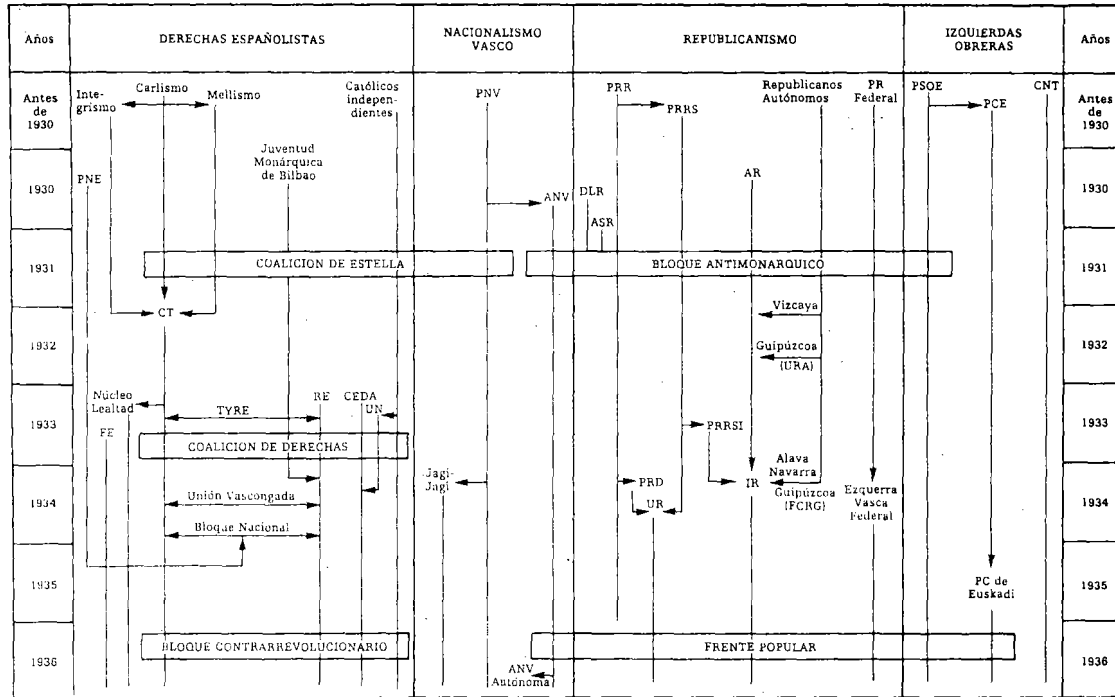 Años
DERECHAS ESPAÑOLISTAS
NACIONALISMO
VASCO
REPUBLICANISMO
IZQUIERDAS
OBRERAS
Años
Antes
de
1930
Inte-
grismo
Carlismo
Mellismo
Católicos
indepen-
dientes
PNV
PRR
PRRS
Republicanos
Autónomos
PR
Federal
PSOE
PCE
CNT
Antes
de
1930
1930
PNE
Juventud
Monárquica
de Bilbao
ANV
DLR
ASR
AR
1930
1931
COALICION DE ESTELLA
BLOQUE ANTIMONARQUICO
1931
CT
Vizcaya
1932
Guipúzcoa
(URA)
1932
Núcleo
Lealtad
FE
TYRE
RE
CEDA
UN
1933
PRRSI
1933
COALICION DE DERECHAS
Jagi-
Jagi
PRD
UR
IR
Alava
Navarra
Guipúzcoa
(FCRG)
Ezquerra
Vasca
Federal
1934
Unión Vascongada
Bloque Nacional
1934
1935
PC de
Euskadi
1935
1936
BLOQUE CONTRARREVOLUCIONARIO
FRENTE POPULAR
ANV
Autónoma
1936